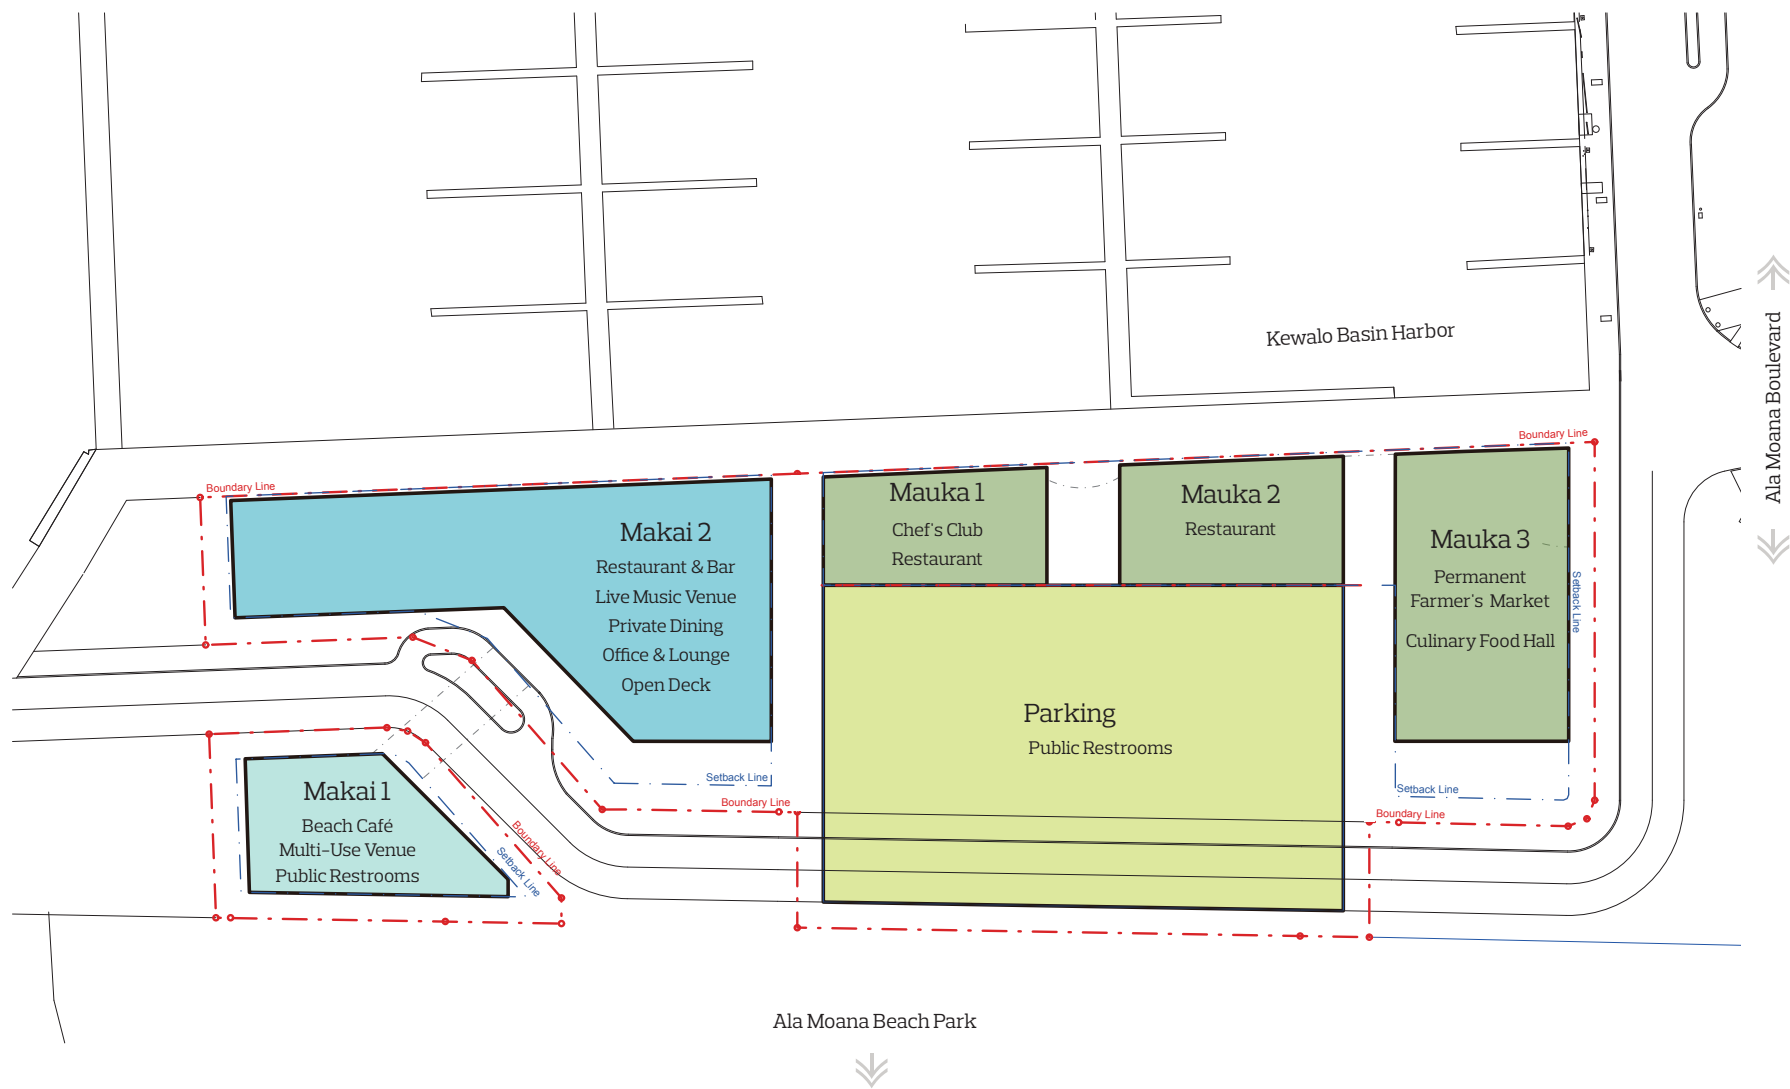 Kewalo Basin Harbor
Ala Moana Boulevard
Boundary Line
Boundary Line
Makai 2
Restaurant & Bar
Live Music Venue
Private Dining
Office & Lounge
Open Deck
Mauka 1
Chef's Club
Restaurant
Mauka 2
Restaurant
Mauka 3
Permanent
Farmer's Market
Culinary Food Hall
Setback Line
Parking
Public Restrooms
Setback Line
Boundary Line
Setback Line
Boundary Line
Makai 1
Beach Café
Multi-Use Venue
Public Restrooms
Boundary Line
Setback Line
Ala Moana Beach Park